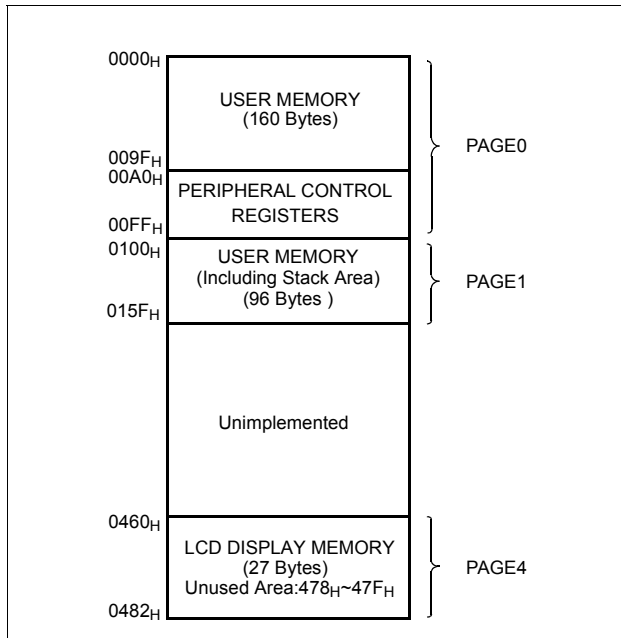 0000H
USER MEMORY
(160 Bytes)
PAGE0
009FH
00A0H
PERIPHERAL CONTROL
REGISTERS
00FFH
0100H
USER MEMORY
(Including Stack Area)
(96 Bytes )
PAGE1
015FH
Unimplemented
0460H
LCD DISPLAY MEMORY
(27 Bytes)
Unused Area:478H~47FH
PAGE4
0482H